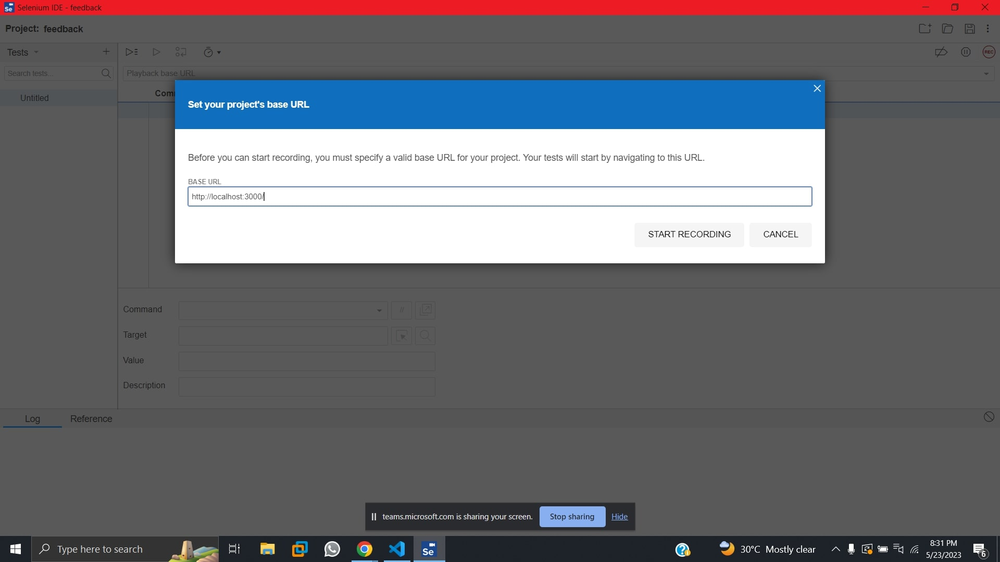 Selenium IDE - feedback
Project: feedback
Tests
REC
Search tests...
Playback base URL
Untitled
Com
Set your project's base URL
Before you can start recording, you must specify a valid base URL for your project. Your tests will start by navigating to this URL.
BASE URL
http://localhost:3000/
START RECORDING
CANCEL
Command
//
Target
Value
Description
Log
Reference
teams.microsoft.com is sharing your screen.
Stop sharing
Hide
Type here to search
Se
30°C Mostly clear
8:31 PM
5/23/2023
6